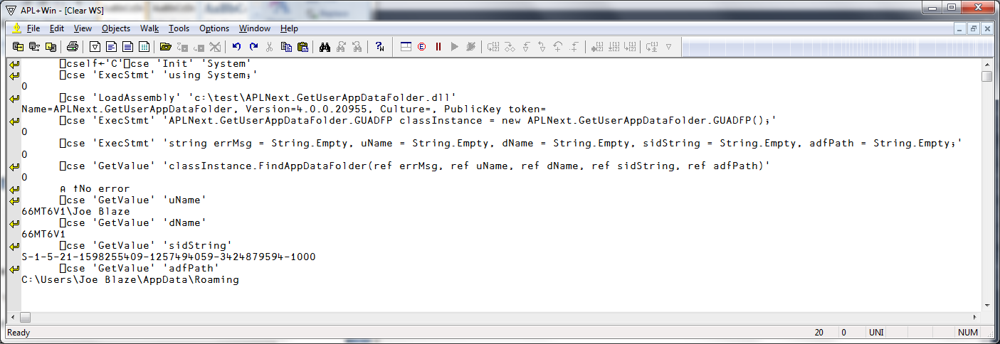 APL+Win - [Clear WS]
File Edit View Objects Walk Tools Options Window Help
⎕cself←'C'⎕cse 'Init' 'System'
⎕cse 'ExecStmt' 'using System;'
0
⎕cse 'LoadAssembly' 'c:\test\APLNext.GetUserAppDataFolder.dll'
Name=APLNext.GetUserAppDataFolder, Version=4.0.0.20955, Culture=, PublicKey token=
⎕cse 'ExecStmt' 'APLNext.GetUserAppDataFolder.GUADFP classInstance = new APLNext.GetUserAppDataFolder.GUADFP();'
0
⎕cse 'ExecStmt' 'string errMsg = String.Empty, uName = String.Empty, dName = String.Empty, sidString = String.Empty, adfPath = String.Empty;'
0
⎕cse 'GetValue' 'classInstance.FindAppDataFolder(ref errMsg, ref uName, ref dName, ref sidString, ref adfPath)'
0
⍝ ↑No error
⎕cse 'GetValue' 'uName'
66MT6V1\Joe Blaze
⎕cse 'GetValue' 'dName'
66MT6V1
⎕cse 'GetValue' 'sidString'
S-1-5-21-1598255409-1257494059-3424879594-1000
⎕cse 'GetValue' 'adfPath'
C:\Users\Joe Blaze\AppData\Roaming
Ready 20 0 UNI NUM